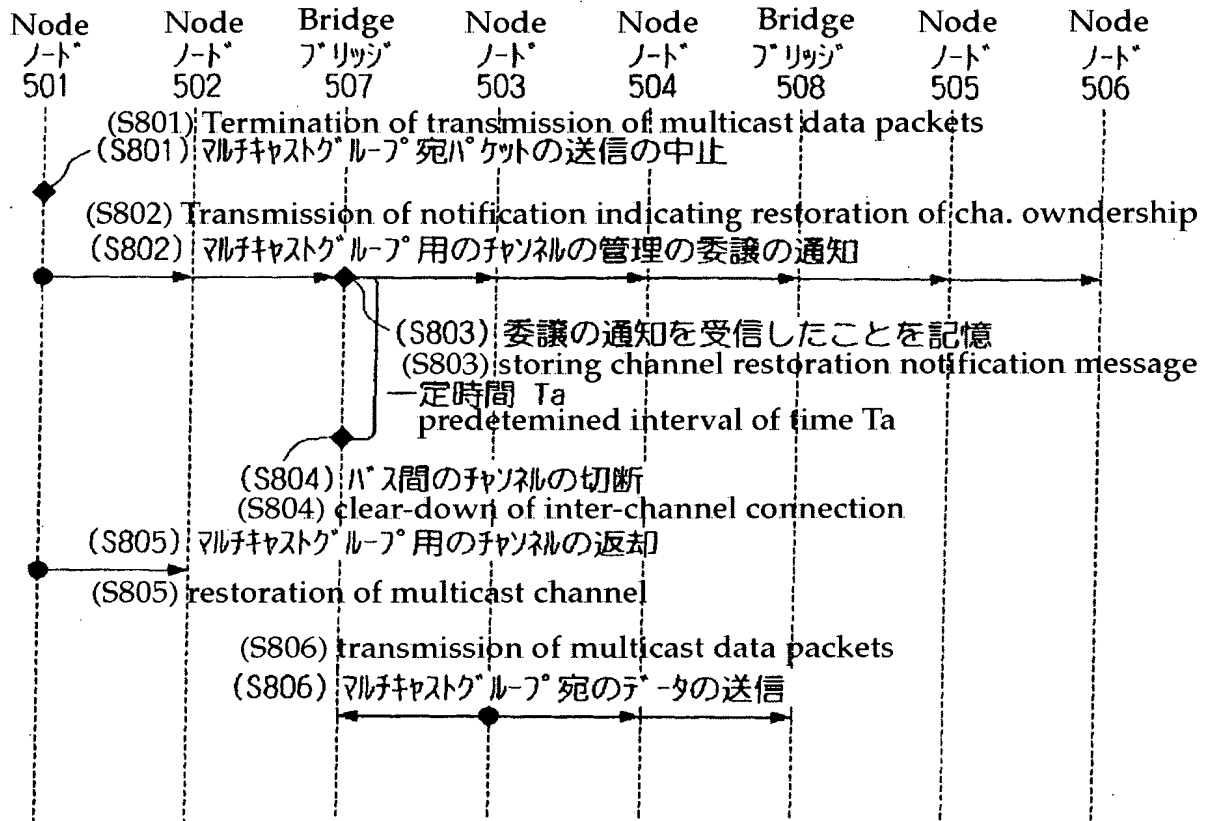 Node Node Bridge Node Node Bridge Node Node
ノード ノード ブリッジ ノード ノード ブリッジ ノード ノード
501 502 507 503 504 508 505 506
(S801) Termination of transmission of multicast data packets
(S801) マルチキャストグループ宛パケットの送信の中止
(S802) Transmission of notification indicating restoration of cha. owndership
(S802) マルチキャストグループ用のチャンネルの管理の委譲の通知
(S803) 委譲の通知を受信したことを記憶
(S803) storing channel restoration notification message
一定時間 Ta
predetemined interval of time Ta
(S804) バス間のチャンネルの切断
(S804) clear-down of inter-channel connection
(S805) マルチキャストグループ用のチャンネルの返却
(S805) restoration of multicast channel
(S806) transmission of multicast data packets
(S806) マルチキャストグループ宛のデータの送信